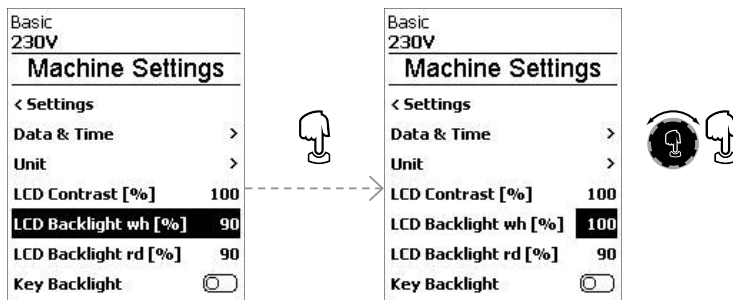 Basic
230V
Machine Settings
< Settings
Data & Time >
Unit >
LCD Contrast [%] 100
LCD Backlight wh [%] 90
LCD Backlight rd [%] 90
Key Backlight
Basic
230V
Machine Settings
< Settings
Data & Time >
Unit >
LCD Contrast [%] 100
LCD Backlight wh [%] 100
LCD Backlight rd [%] 90
Key Backlight